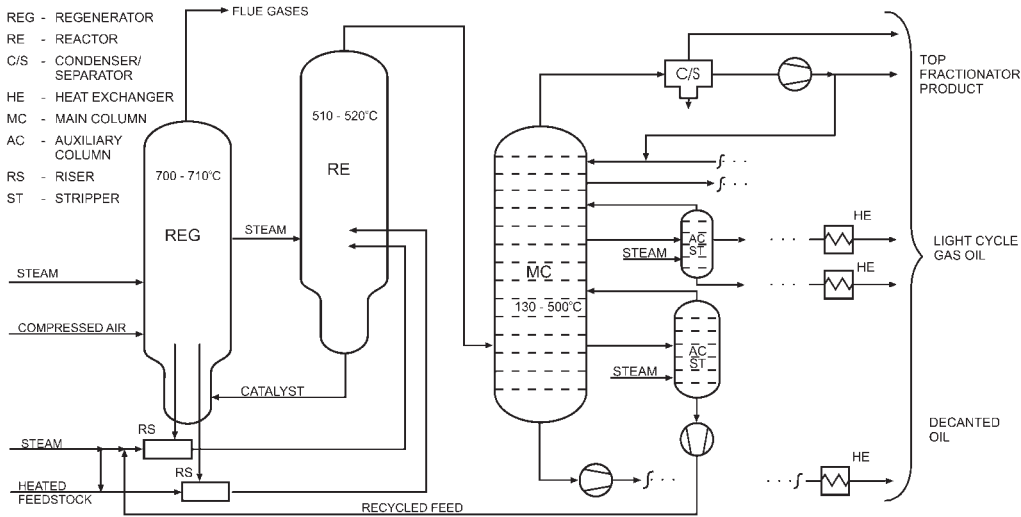 REG - REGENERATOR
RE - REACTOR
C/S - CONDENSER/
SEPARATOR
HE - HEAT EXCHANGER
MC - MAIN COLUMN
AC - AUXILIARY
COLUMN
RS - RISER
ST - STRIPPER
FLUE GASES
510 - 520°C
RE
700 - 710°C
REG
STEAM
STEAM
COMPRESSED AIR
CATALYST
RS
STEAM
RS
HEATED
FEEDSTOCK
RECYCLED FEED
C/S
TOP
FRACTIONATOR
PRODUCT
MC
130 - 500°C
AC
ST
STEAM
HE
HE
LIGHT CYCLE
GAS OIL
AC
ST
STEAM
DECANTED
OIL
HE